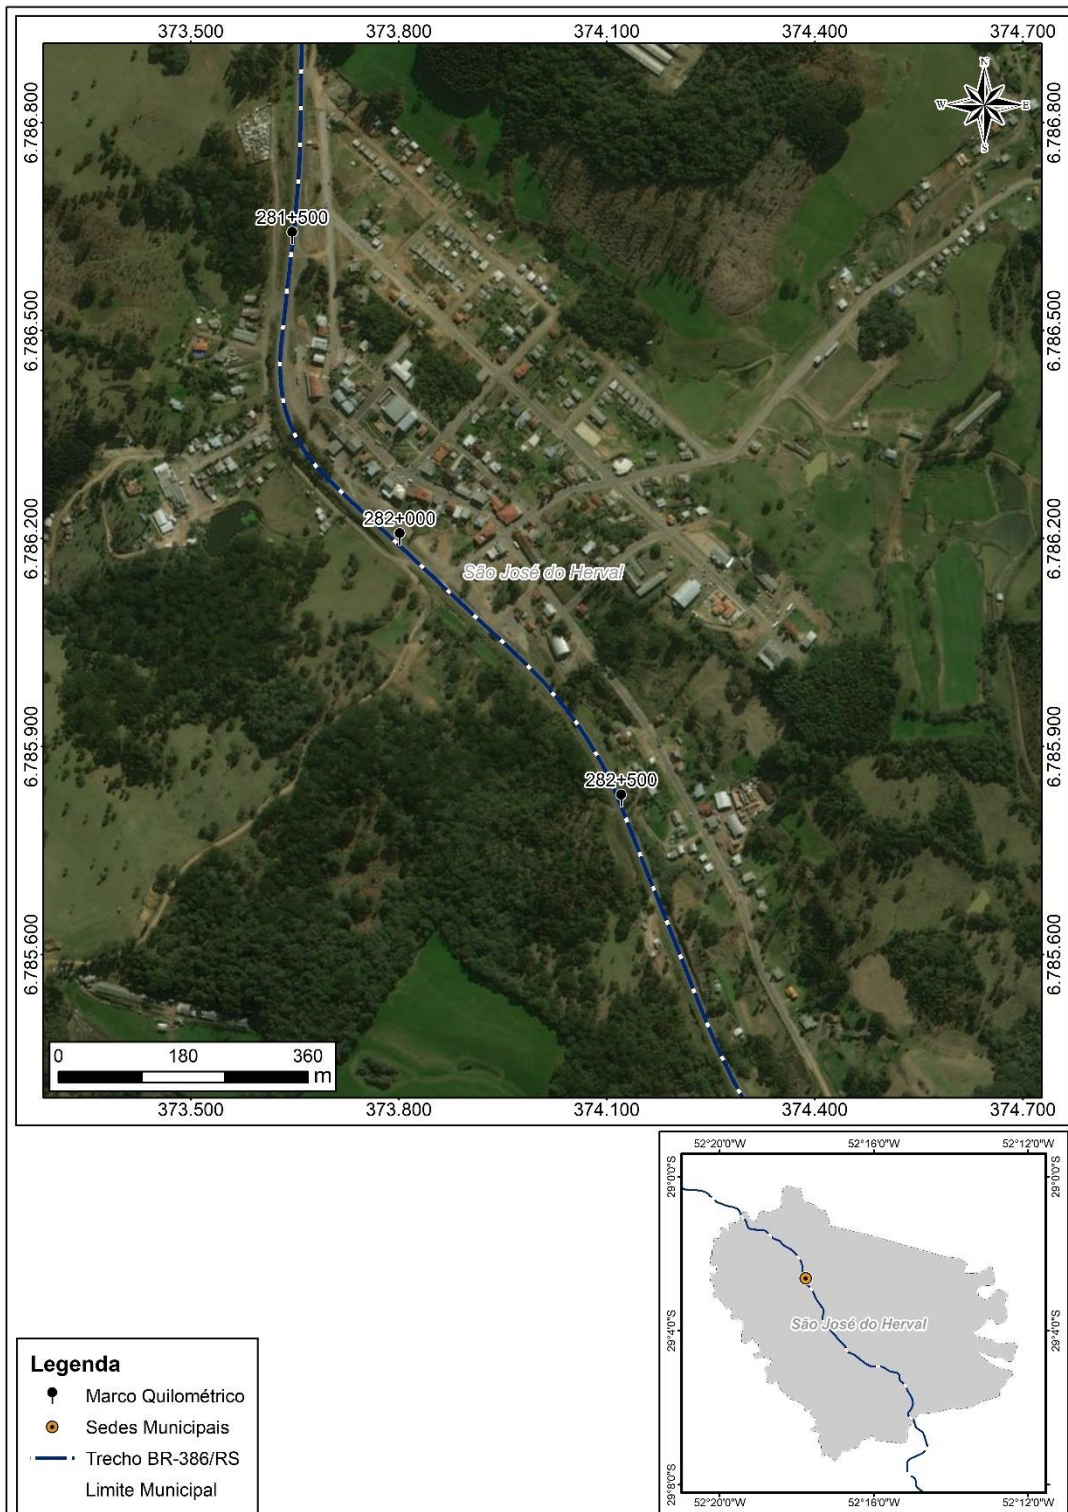 373.500 373.800 374.100 374.400 374.700
N
W E
S
6.786.800 6.786.800
281+500
6.786.500 6.786.500
282+000
6.786.200 6.786.200
São José do Herval
6.785.900 6.785.900
282+500
6.785.600 6.785.600
0 180 360
m
373.500 373.800 374.100 374.400 374.700
52°20'0"W 52°16'0"W 52°12'0"W
29°0'0"S 29°0'0"S
São José do Herval
29°4'0"S 29°4'0"S
29°8'0"S 29°8'0"S
52°20'0"W 52°16'0"W 52°12'0"W
Legenda
Marco Quilométrico
Sedes Municipais
Trecho BR-386/RS
Limite Municipal